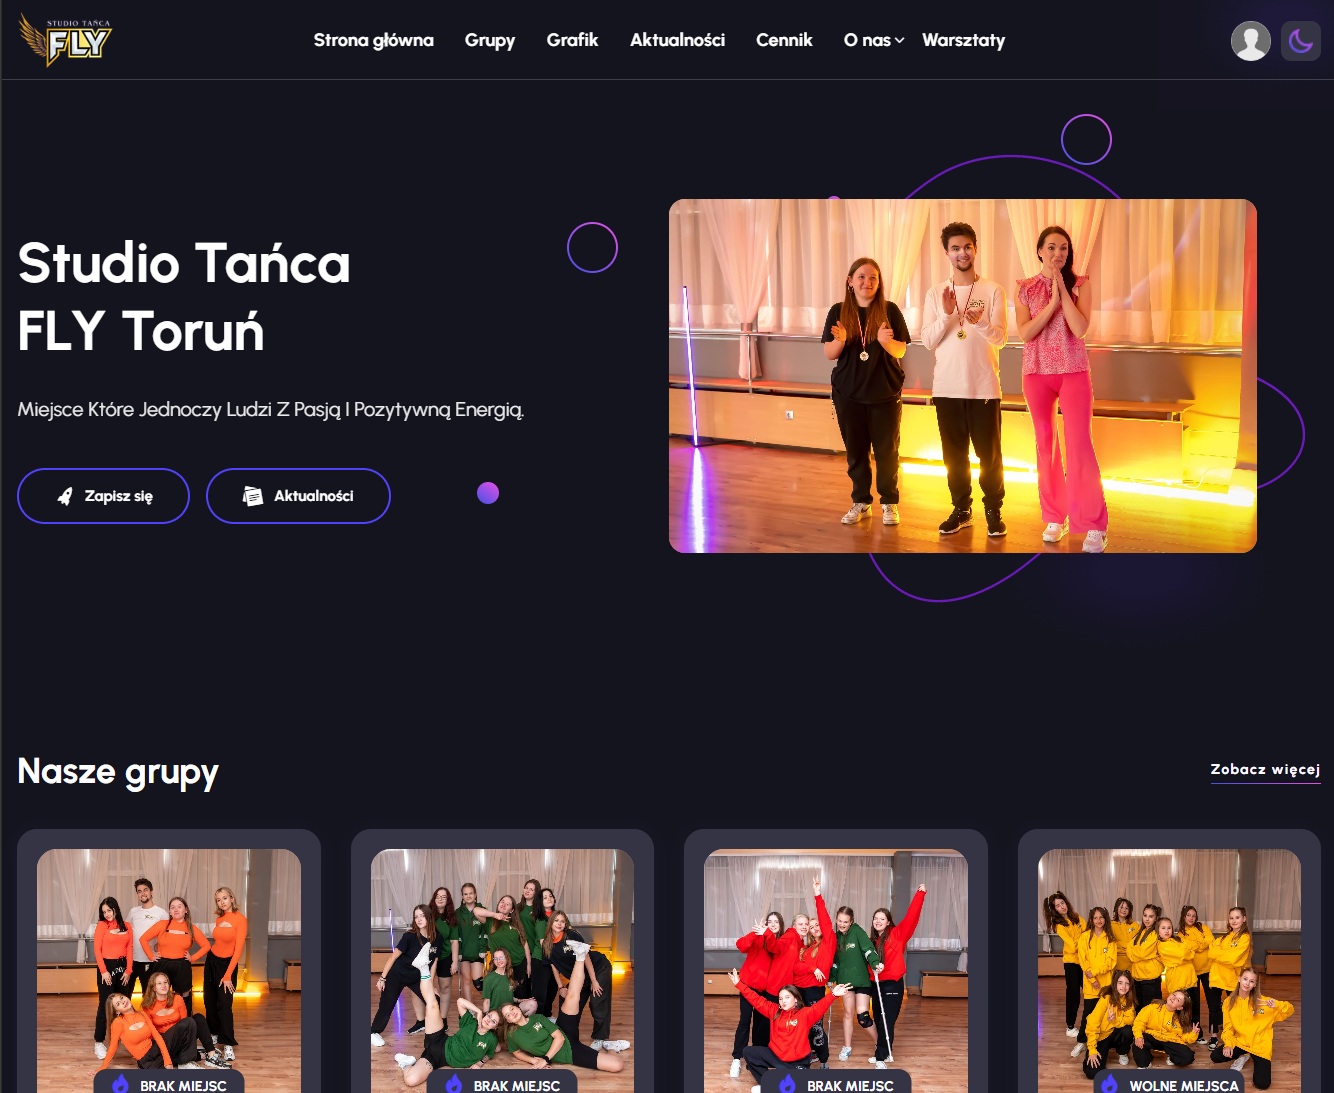 STUDIO TAŃCA
FLY
Strona główna
Grupy
Grafik
Aktualności
Cennik
O nas
Warsztaty
Studio Tańca
FLY Toruń
Miejsce Które Jednoczy Ludzi Z Pasją I Pozytywną Energią.
Zapisz się
Aktualności
Nasze grupy
Zobacz więcej
BRAK MIEJSC
BRAK MIEJSC
BRAK MIEJSC
WOLNE MIEJSCA